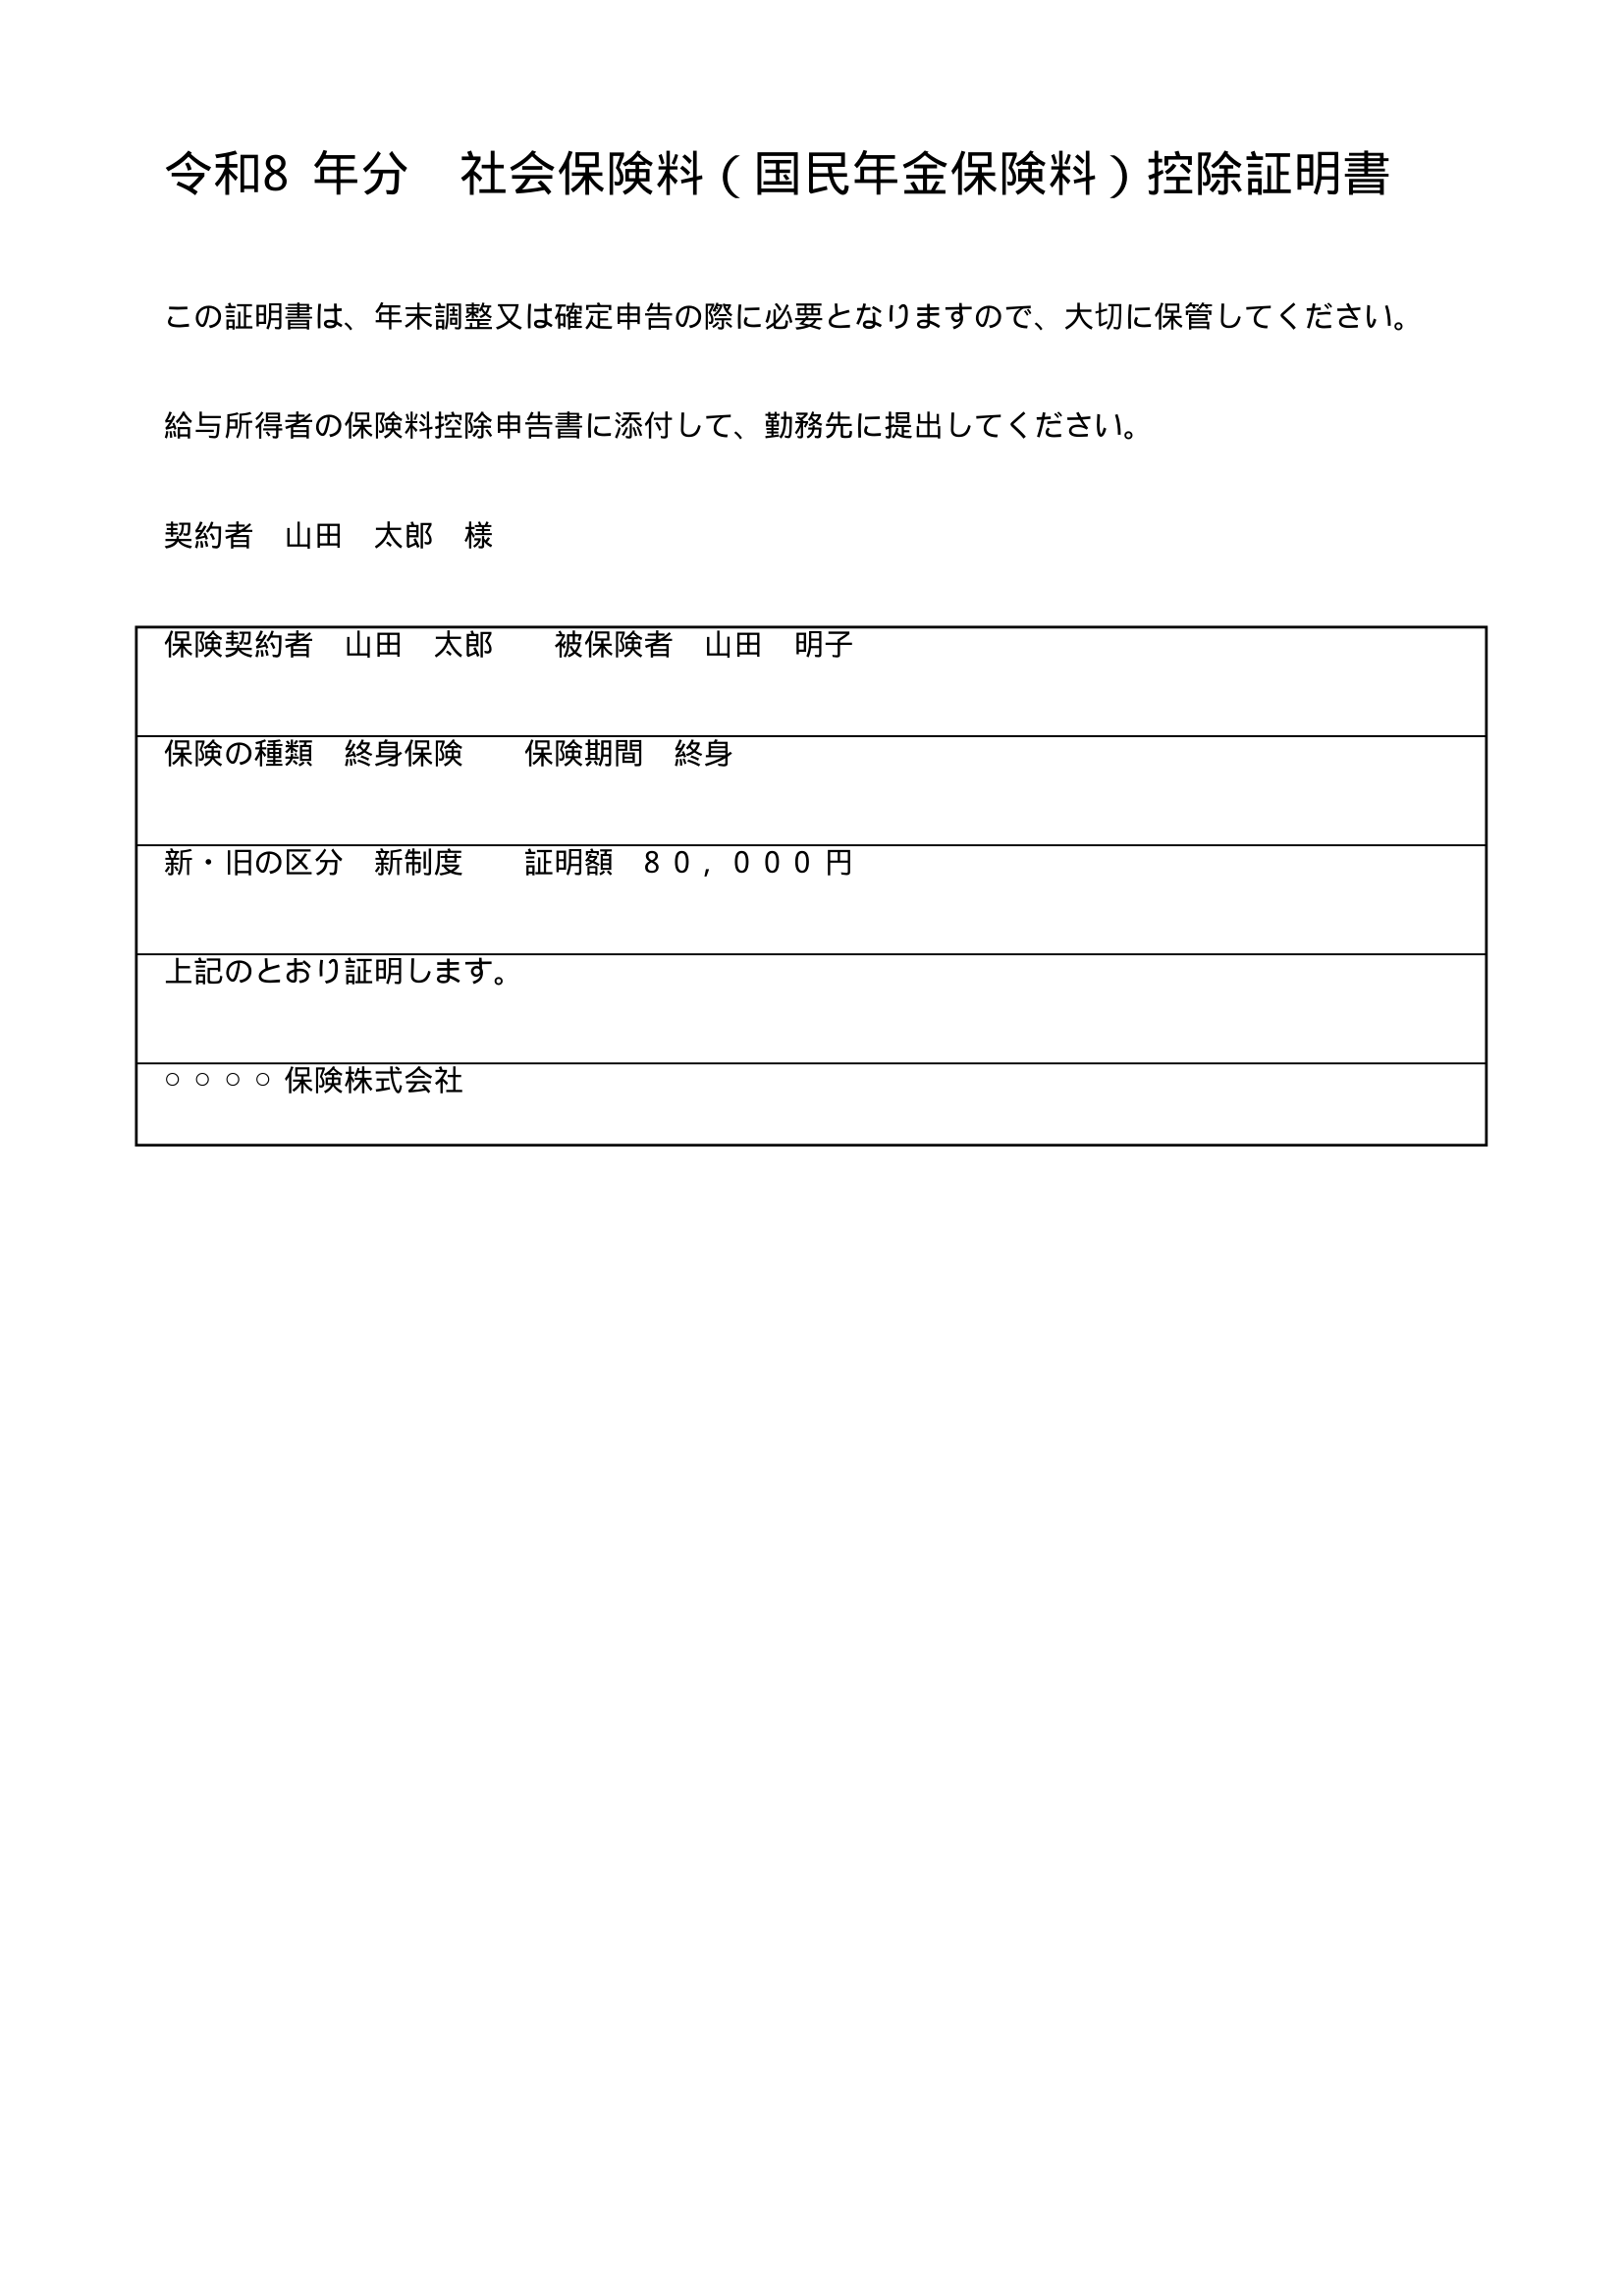 令和8 年分　社会保険料（国民年金保険料）控除証明書
この証明書は、年末調整又は確定申告の際に必要となりますので、大切に保管してください。
給与所得者の保険料控除申告書に添付して、勤務先に提出してください。
契約者　山田　太郎　様
保険契約者　山田　太郎　　被保険者　山田　明子
保険の種類　終身保険　　保険期間　終身
新・旧の区分　新制度　　証明額　８０，０００円
上記のとおり証明します。
○○○○保険株式会社